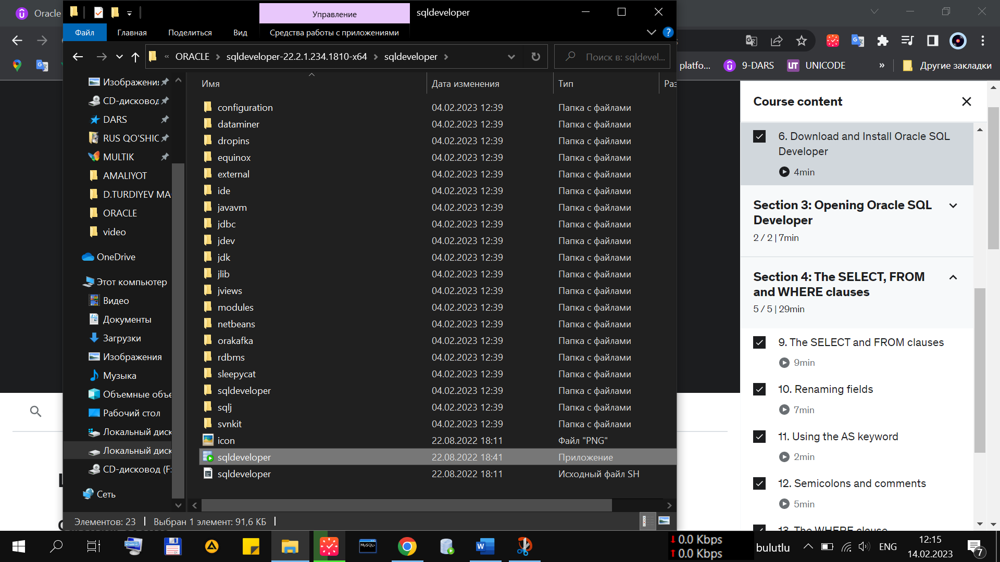 Oracle
Управление
sqldeveloper
Файл
Главная
Поделиться
Вид
Средства работы с приложениями
« ORACLE > sqldeveloper-22.2.1.234.1810-x64 > sqldeveloper >
Поиск в: sqldevel...
platfo...
9-DARS
UNICODE
»
Другие закладки
Изображения
CD-дисковод
DARS
RUS QO'SHIC
MULTIK
AMALIYOT
D.TURDIYEV MA
ORACLE
video
OneDrive
Этот компьютер
Видео
Документы
Загрузки
Изображения
Музыка
Объемные объе
Рабочий стол
Локальный диск
Локальный диск
CD-дисковод (F:
Сеть
Имя
Дата изменения
Тип
Раз
configuration 04.02.2023 12:39 Папка с файлами
dataminer 04.02.2023 12:39 Папка с файлами
dropins 04.02.2023 12:39 Папка с файлами
equinox 04.02.2023 12:39 Папка с файлами
external 04.02.2023 12:39 Папка с файлами
ide 04.02.2023 12:39 Папка с файлами
javavm 04.02.2023 12:39 Папка с файлами
jdbc 04.02.2023 12:39 Папка с файлами
jdev 04.02.2023 12:39 Папка с файлами
jdk 04.02.2023 12:39 Папка с файлами
jlib 04.02.2023 12:39 Папка с файлами
jviews 04.02.2023 12:39 Папка с файлами
modules 04.02.2023 12:39 Папка с файлами
netbeans 04.02.2023 12:39 Папка с файлами
orakafka 04.02.2023 12:39 Папка с файлами
rdbms 04.02.2023 12:39 Папка с файлами
sleepycat 04.02.2023 12:39 Папка с файлами
sqldeveloper 04.02.2023 12:39 Папка с файлами
sqlj 04.02.2023 12:39 Папка с файлами
svnkit 04.02.2023 12:39 Папка с файлами
icon 22.08.2022 18:11 Файл "PNG"
sqldeveloper 22.08.2022 18:41 Приложение
sqldeveloper 22.08.2022 18:11 Исходный файл SH
Элементов: 23
Выбран 1 элемент: 91,6 КБ
Course content
6. Download and Install Oracle SQL
Developer
4min
Section 3: Opening Oracle SQL
Developer
2 / 2 | 7min
Section 4: The SELECT, FROM
and WHERE clauses
5 / 5 | 29min
9. The SELECT and FROM clauses
9min
10. Renaming fields
7min
11. Using the AS keyword
2min
12. Semicolons and comments
5min
13. The WHERE clause
MySQL
W
0.0 Kbps
0.0 Kbps
bulutlu
ENG
12:15
14.02.2023
7